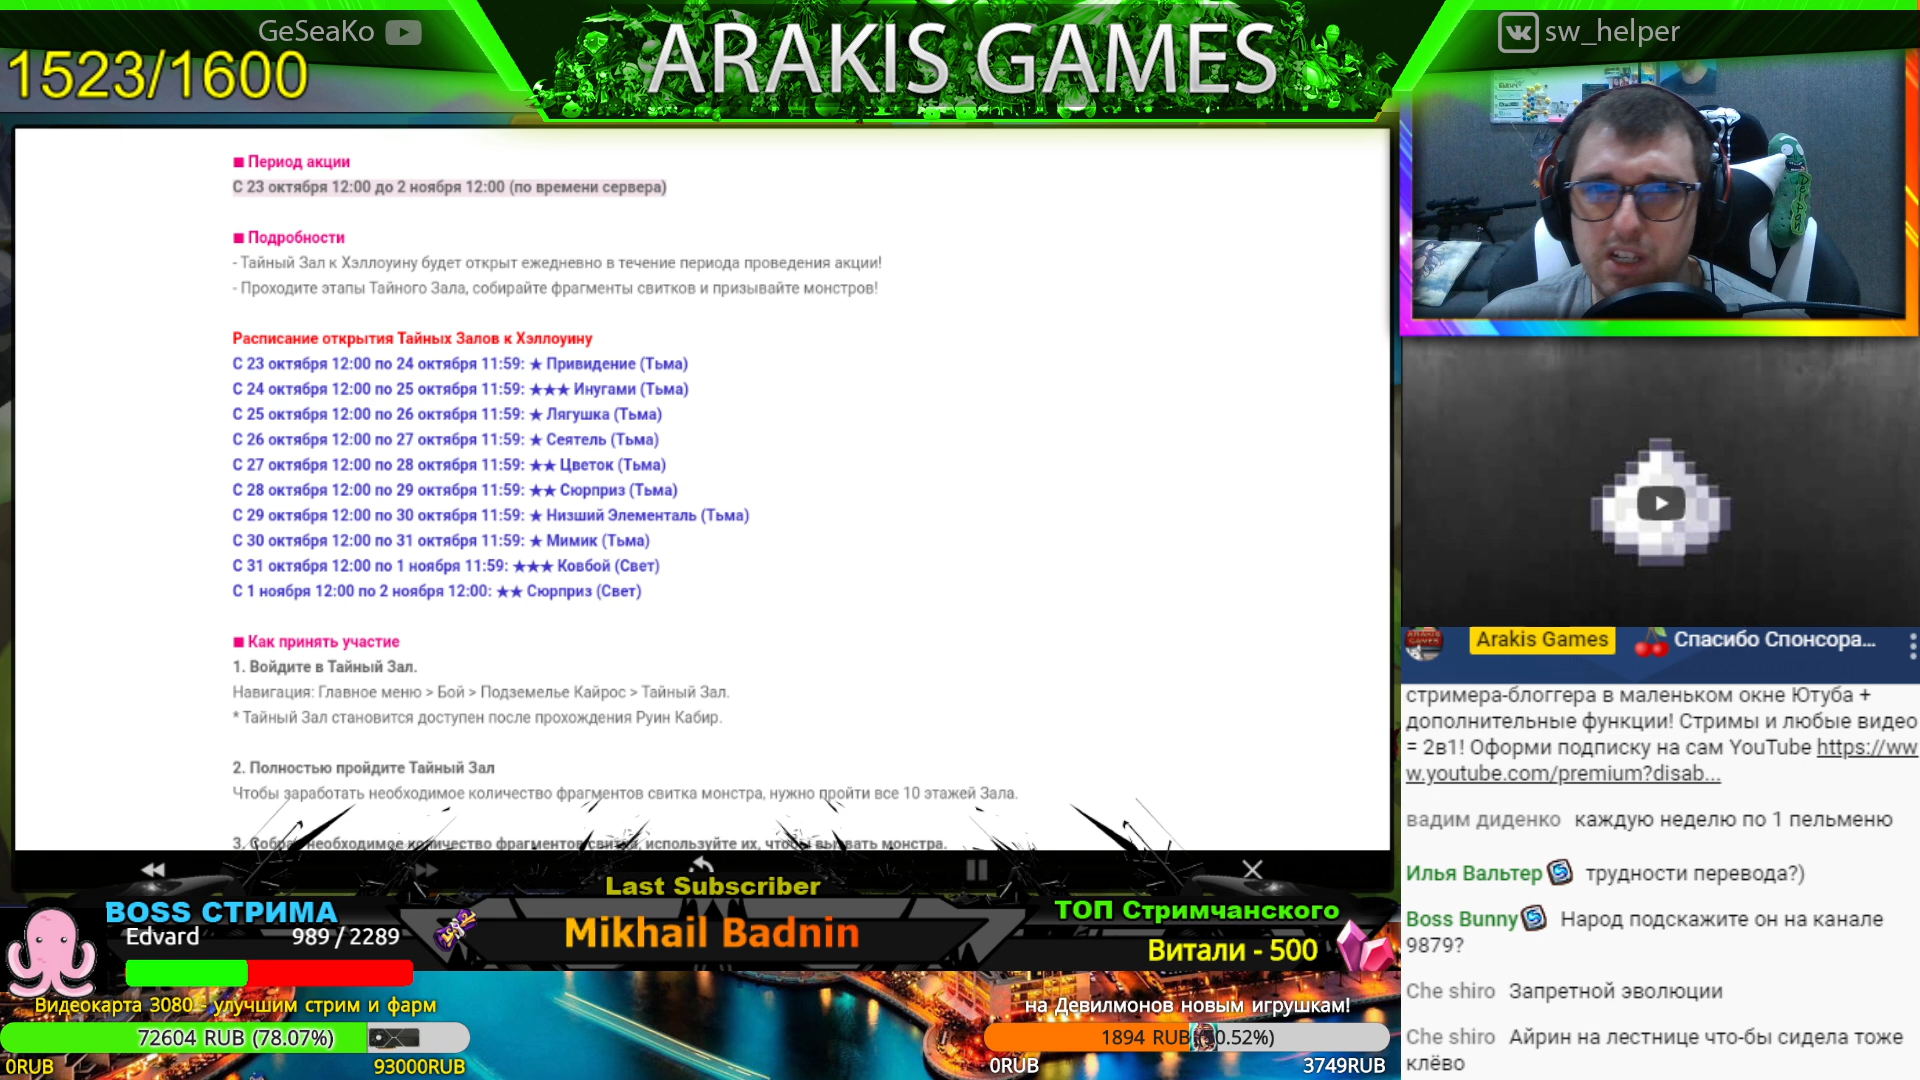 GeSeaKo
1523/1600
ARAKIS GAMES
sw_helper
■ Период акции
С 23 октября 12:00 до 2 ноября 12:00 (по времени сервера)
■ Подробности
- Тайный Зал к Хэллоуину будет открыт ежедневно в течение периода проведения акции!
- Проходите этапы Тайного Зала, собирайте фрагменты свитков и призывайте монстров!
Расписание открытия Тайных Залов к Хэллоуину
С 23 октября 12:00 по 24 октября 11:59: ★ Привидение (Тьма)
С 24 октября 12:00 по 25 октября 11:59: ★★★ Инугами (Тьма)
С 25 октября 12:00 по 26 октября 11:59: ★ Лягушка (Тьма)
С 26 октября 12:00 по 27 октября 11:59: ★ Сеятель (Тьма)
С 27 октября 12:00 по 28 октября 11:59: ★★ Цветок (Тьма)
С 28 октября 12:00 по 29 октября 11:59: ★★ Сюрприз (Тьма)
С 29 октября 12:00 по 30 октября 11:59: ★ Низший Элементаль (Тьма)
С 30 октября 12:00 по 31 октября 11:59: ★ Мимик (Тьма)
С 31 октября 12:00 по 1 ноября 11:59: ★★★ Ковбой (Свет)
С 1 ноября 12:00 по 2 ноября 12:00: ★★ Сюрприз (Свет)
■ Как принять участие
1. Войдите в Тайный Зал.
Навигация: Главное меню > Бой > Подземелье Кайрос > Тайный Зал.
* Тайный Зал становится доступен после прохождения Руин Кабир.
2. Полностью пройдите Тайный Зал
Чтобы заработать необходимое количество фрагментов свитка монстра, нужно пройти все 10 этажей Зала.
3. Собрав необходимое количество фрагментов свитка, используйте их, чтобы вызвать монстра.
Last Subscriber
Mikhail Badnin
BOSS СТРИМА
Edvard 989 / 2289
Видеокарта 3080 - улучшим стрим и фарм
72604 RUB (78.07%)
0RUB 93000RUB
ТОП Стримчанского
Витали - 500
на Девилмонов новым игрушкам!
1894 RUB 0.52%)
0RUB 3749RUB
Arakis Games Спасибо Спонсора...
стримера-блоггера в маленьком окне Ютуба +
дополнительные функции! Стримы и любые видео
= 2в1! Оформи подписку на сам YouTube https://ww
w.youtube.com/premium?disab...
вадим диденко каждую неделю по 1 пельменю
Илья Вальтер трудности перевода?)
Boss Bunny Народ подскажите он на канале
9879?
Che shiro Запретной эволюции
Che shiro Айрин на лестнице что-бы сидела тоже
клёво